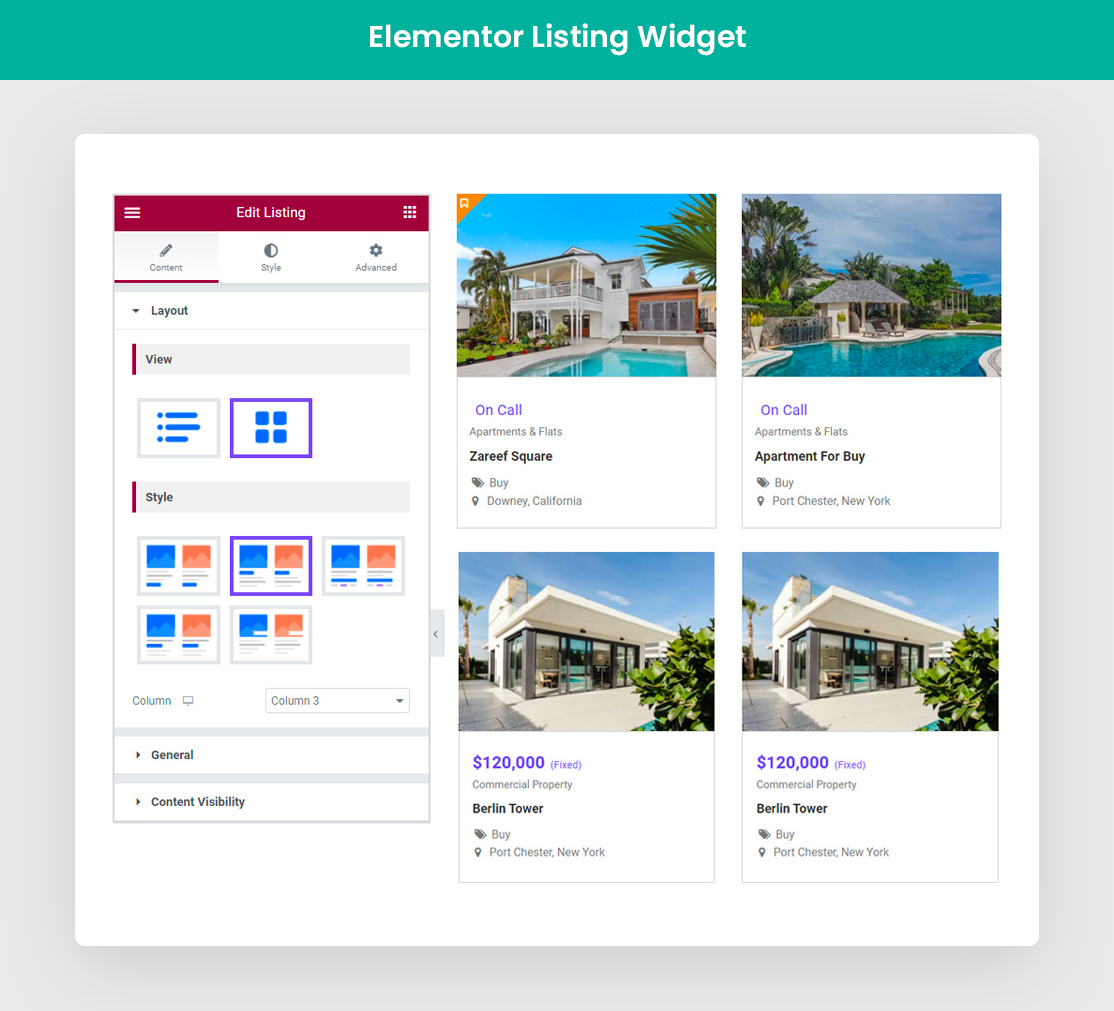 Elementor Listing Widget
Edit Listing
Content
Style
Advanced
Layout
View
Style
Column
Column 3
General
Content Visibility
On Call
Apartments & Flats
Zareef Square
Buy
Downey, California
On Call
Apartments & Flats
Apartment For Buy
Buy
Port Chester, New York
$120,000 (Fixed)
Commercial Property
Berlin Tower
Buy
Port Chester, New York
$120,000 (Fixed)
Commercial Property
Berlin Tower
Buy
Port Chester, New York